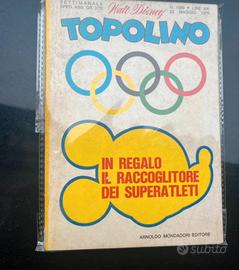 SETTIMANALE
Walt Disney
TOPOLINO
IN REGALO
IL RACCOGLITORE
DEI SUPERATLETI
ARNOLDO MONDADORI EDITORE
subito